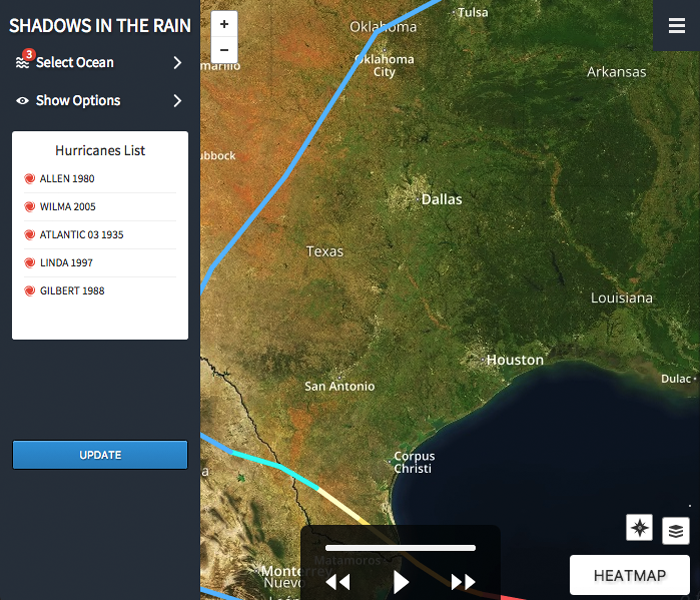 SHADOWS IN THE RAIN
3
Select Ocean
Show Options
Hurricanes List
ALLEN 1980
WILMA 2005
ATLANTIC 03 1935
LINDA 1997
GILBERT 1988
UPDATE
+
−
Tulsa
Oklahoma
Oklahoma
City
marillo
Arkansas
ubbock
Dallas
Texas
Louisiana
Houston
San Antonio
Dulac
Corpus
Christi
a
Matamoros
Monterrey
Nuevo
HEATMAP